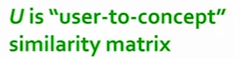 U is “user-to-concept”
similarity matrix